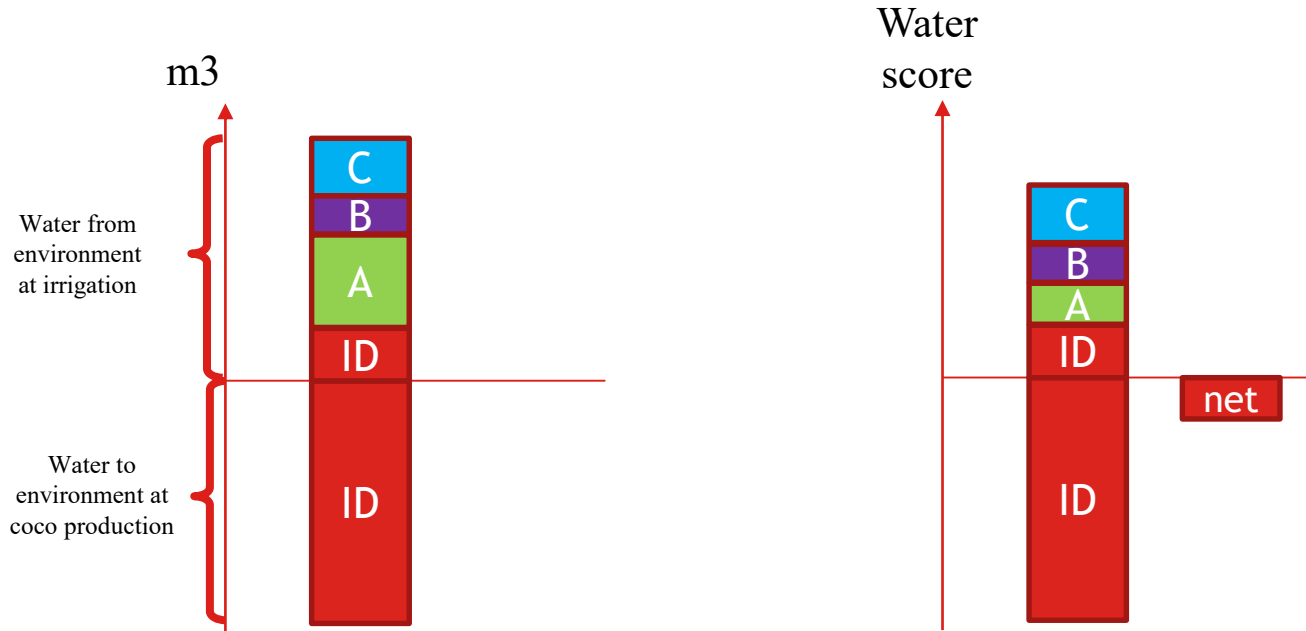 m3
Water from
environment
at irrigation
Water to
environment at
coco production
C
B
A
ID
ID
Water
score
C
B
A
ID
ID
net